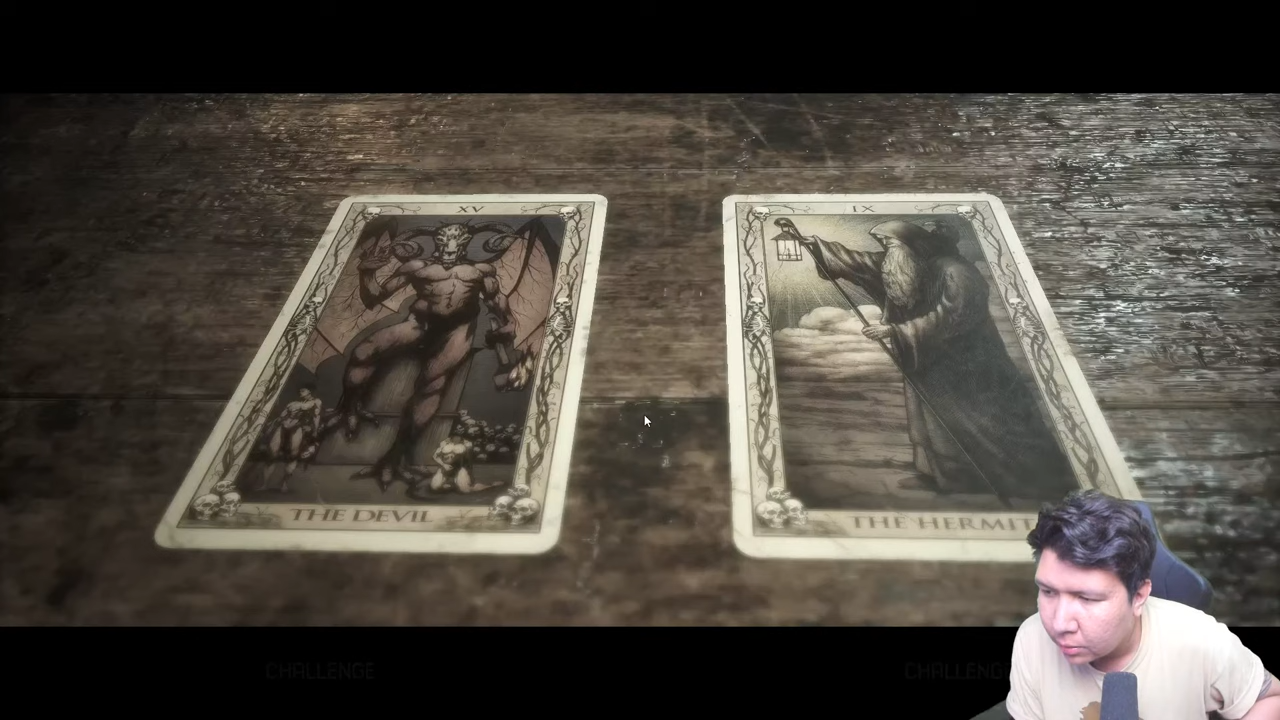 XV
IX
THE DEVIL
THE HERMIT
CHALLENGE
CHALLENGE